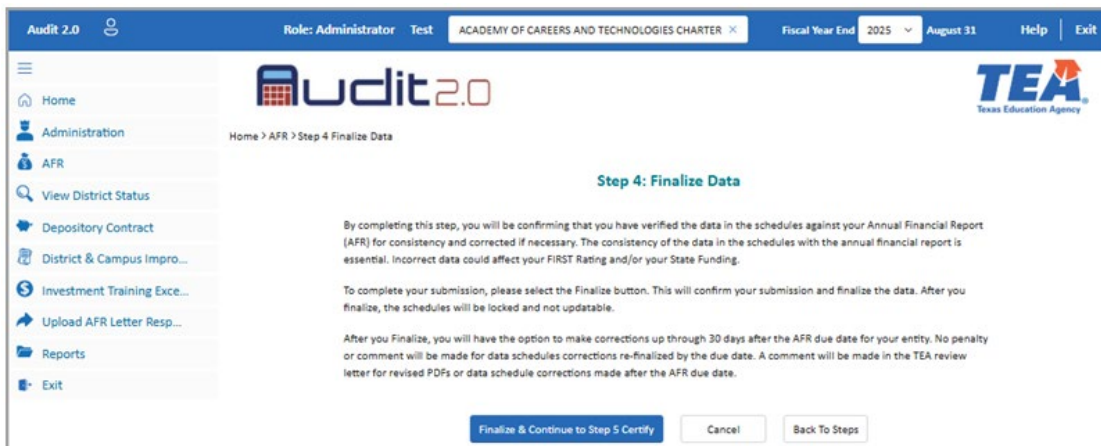 Audit 2.0
Role: Administrator Test ACADEMY OF CAREERS AND TECHNOLOGIES CHARTER × Fiscal Year End 2025 August 31 Help Exit
Audit2.0
TEA
Texas Education Agency
Home
Administration
AFR
View District Status
Depository Contract
District & Campus Impro...
Investment Training Exce...
Upload AFR Letter Resp...
Reports
Exit
Home > AFR > Step 4 Finalize Data
Step 4: Finalize Data
By completing this step, you will be confirming that you have verified the data in the schedules against your Annual Financial Report
(AFR) for consistency and corrected if necessary. The consistency of the data in the schedules with the annual financial report is
essential. Incorrect data could affect your FIRST Rating and/or your State Funding.
To complete your submission, please select the Finalize button. This will confirm your submission and finalize the data. After you
finalize, the schedules will be locked and not updatable.
After you Finalize, you will have the option to make corrections up through 30 days after the AFR due date for your entity. No penalty
or comment will be made for data schedules corrections re-finalized by the due date. A comment will be made in the TEA review
letter for revised PDFs or data schedule corrections made after the AFR due date.
Finalize & Continue to Step 5 Certify Cancel Back To Steps